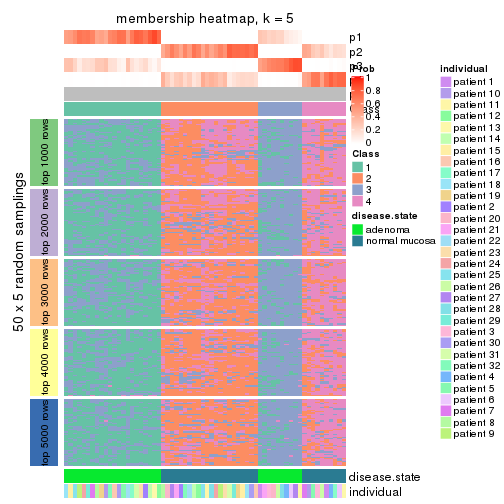 membership heatmap, k = 5
p1
p2
p3
Prob
1
0.8
0.6
0.4
0.2
0
Class
1
2
3
4
disease.state
adenoma
normal mucosa
individual
patient 1
patient 10
patient 11
patient 12
patient 13
patient 14
patient 15
patient 16
patient 17
patient 18
patient 19
patient 2
patient 20
patient 21
patient 22
patient 23
patient 24
patient 25
patient 26
patient 27
patient 28
patient 29
patient 3
patient 30
patient 31
patient 32
patient 4
patient 5
patient 6
patient 7
patient 8
patient 9
50 x 5 random samplings
top 1000 rows
top 2000 rows
top 3000 rows
top 4000 rows
top 5000 rows
disease.state
individual